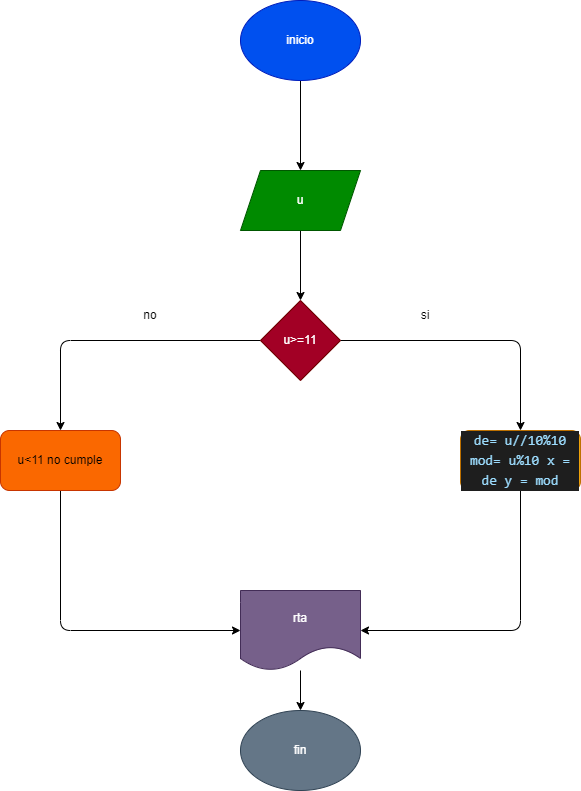 inicio
u
no
si
u>=11
u<11 no cumple
de= u//10%10
mod= u%10 x =
de y = mod
rta
fin